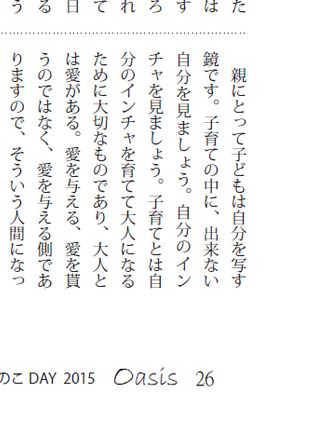 た
は
す
ろ
れ
て
日
る
う
親にとって子どもは自分を写す
鏡です。子育ての中に、出来ない
自分を見ましょう。自分のイン
チャを見ましょう。子育てとは自
分のインチャを育てて大人になる
ために大切なものであり、大人と
は愛がある。愛を与える、愛を貰
うのではなく、愛を与える側であ
りますので、そういう人間になっ
のこ DAY 2015 Oasis 26